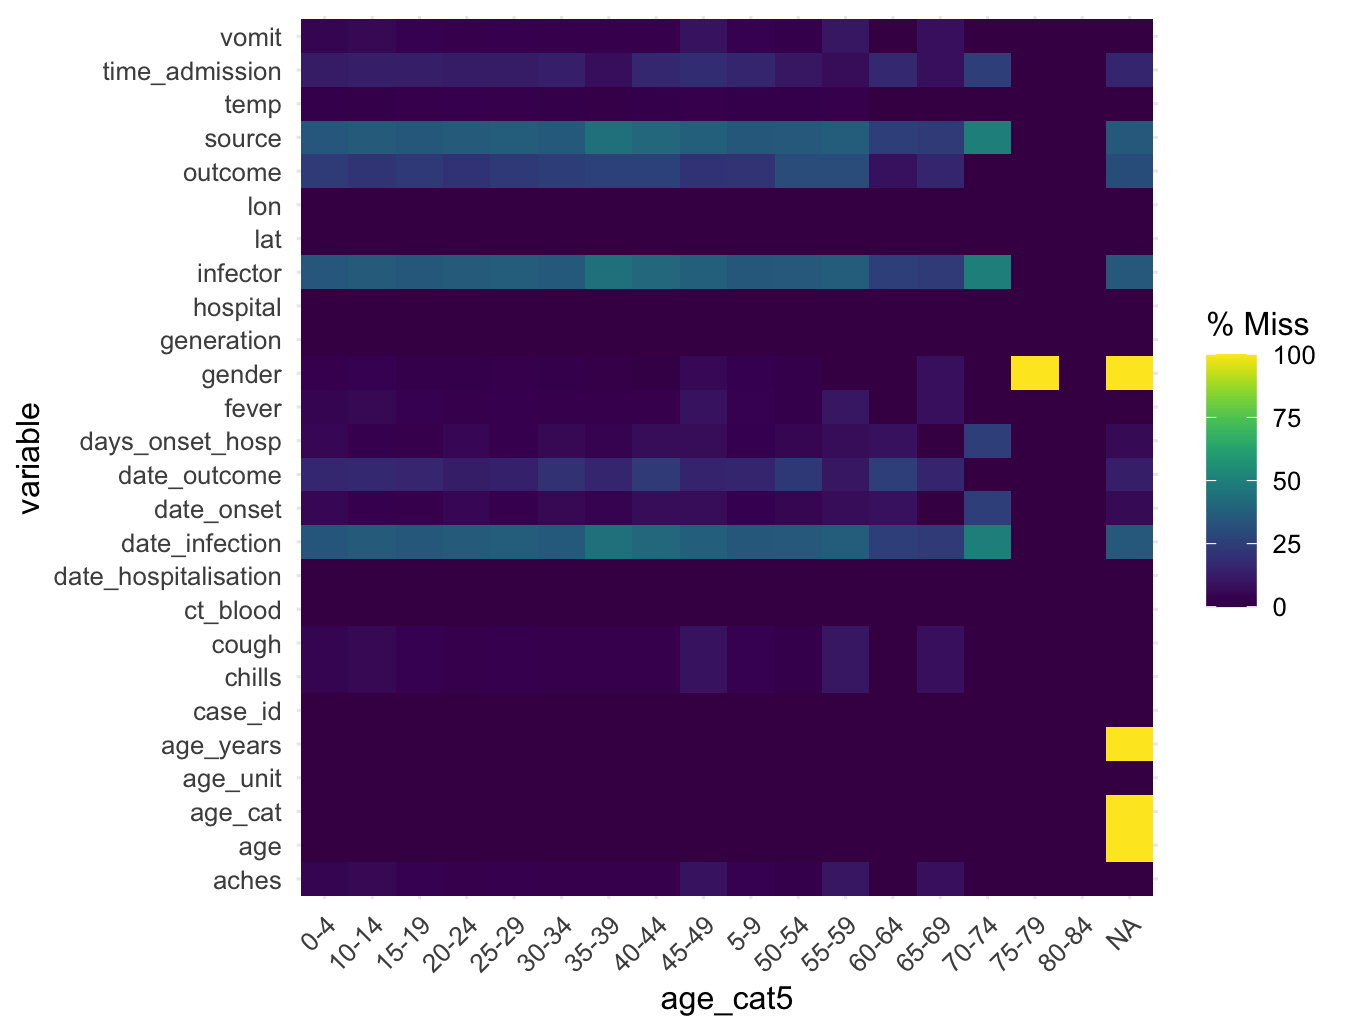 vomit
time_admission
temp
source
outcome
lon
lat
infector
hospital
generation
gender
fever
days_onset_hosp
date_outcome
date_onset
date_infection
date_hospitalisation
ct_blood
cough
chills
case_id
age_years
age_unit
age_cat
age
aches
variable
0-4
10-14
15-19
20-24
25-29
30-34
35-39
40-44
45-49
5-9
50-54
55-59
60-64
65-69
70-74
75-79
80-84
NA
age_cat5
% Miss
100
75
50
25
0